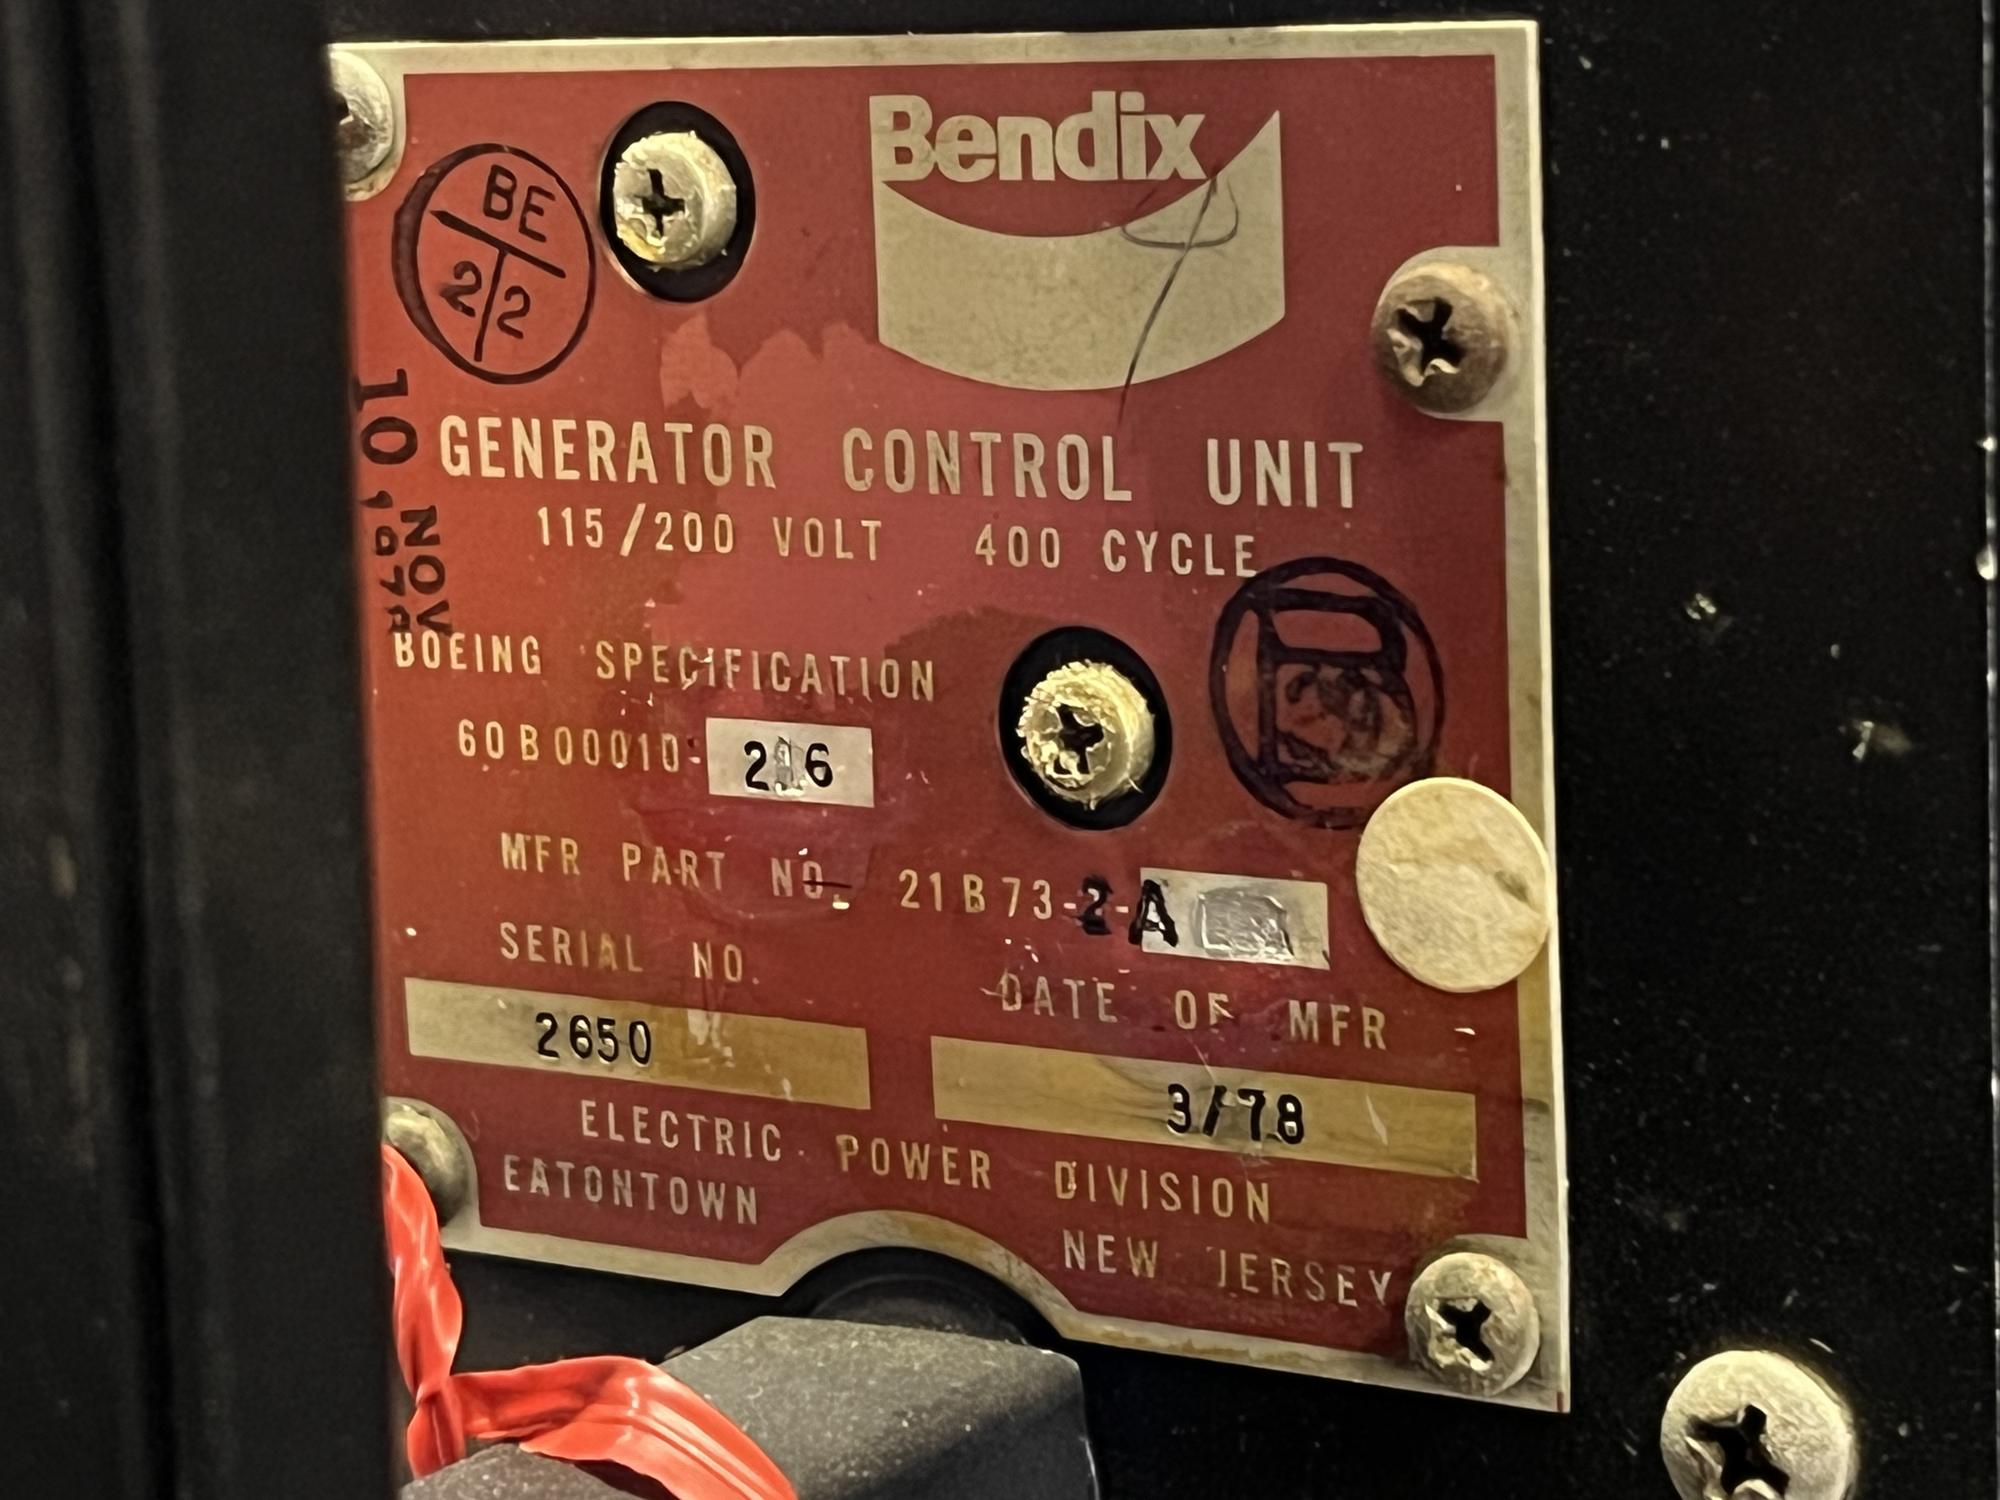 Bendix
BE
2/2
10 NOV
GENERATOR CONTROL UNIT
115/200 VOLT 400 CYCLE
BOEING SPECIFICATION
60B00010-
MFR PART NO. 21B73-2-A
SERIAL NO.
2650
DATE OF MFR
3/78
ELECTRIC POWER DIVISION
EATONTOWN
NEW JERSEY